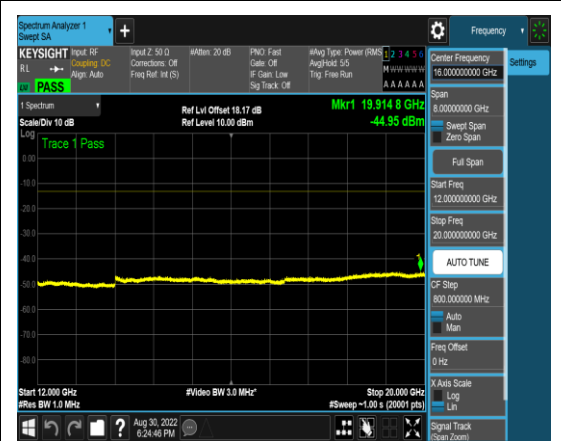 Spectrum Analyzer 1
Swept SA
+
Frequency
KEYSIGHT
Input: RF
Input Z: 50 Ω
#Atten: 20 dB
PNO: Fast
#Avg Type: Power (RMS
1 2 3 4 5 6
RL
Coupling: DC
Corrections: Off
Gate: Off
Avg|Hold: 5/5
M W W W W W
Align: Auto
Freq Ref: Int (S)
IF Gain: Low
Trig: Free Run
PASS
Sig Track: Off
A A A A A A
1 Spectrum
Ref Lvl Offset 18.17 dB
Mkr1 19.914 8 GHz
Scale/Div 10 dB
Ref Level 10.00 dBm
-44.95 dBm
Log
Trace 1 Pass
0.00
-10.0
-20.0
-30.0
-40.0
-50.0
-60.0
-70.0
-80.0
1
Start 12.000 GHz
#Video BW 3.0 MHz*
Stop 20.000 GHz
#Res BW 1.0 MHz
#Sweep ~1.00 s (20001 pts)
?
Aug 30, 2022
6:24:46 PM
Center Frequency
16.000000000 GHz
Settings
Span
8.00000000 GHz
Swept Span
Zero Span
Full Span
Start Freq
12.000000000 GHz
Stop Freq
20.000000000 GHz
AUTO TUNE
CF Step
800.000000 MHz
Auto
Man
Freq Offset
0 Hz
X Axis Scale
Log
Lin
Signal Track
(Span Zoom)